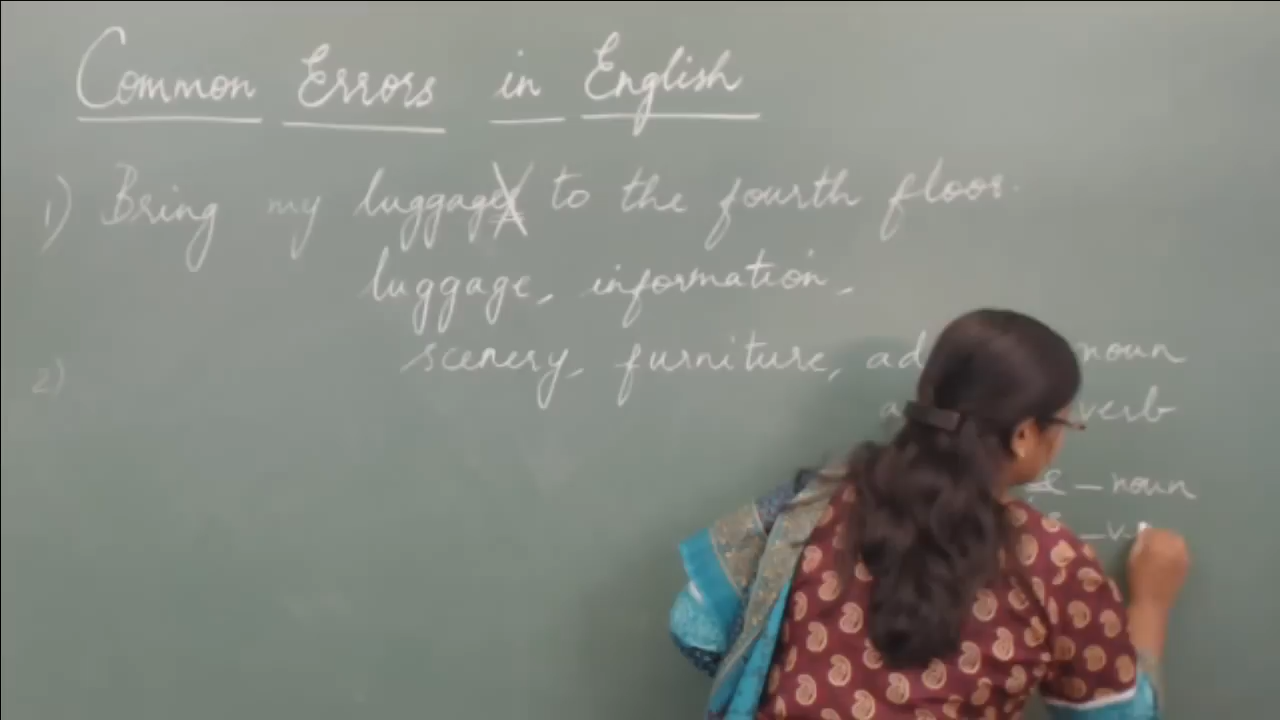 Common Errors in English
1) Bring my luggages to the fourth floor.
luggage, information,
scenery, furniture, noun
2)
verb
– noun